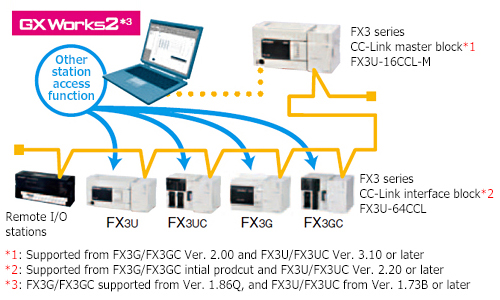 GX Works2*3
Other
station
access
function
FX3 series
CC-Link master block*1
FX3U-16CCL-M
FX3 series
CC-Link interface block*2
FX3U-64CCL
Remote I/O
stations
FX3U
FX3UC
FX3G
FX3GC
*1: Supported from FX3G/FX3GC Ver. 2.00 and FX3U/FX3UC Ver. 3.10 or later
*2: Supported from FX3G/FX3GC intial prodcut and FX3U/FX3UC Ver. 2.20 or later
*3: FX3G/FX3GC supported from Ver. 1.86Q, and FX3U/FX3UC from Ver. 1.73B or later